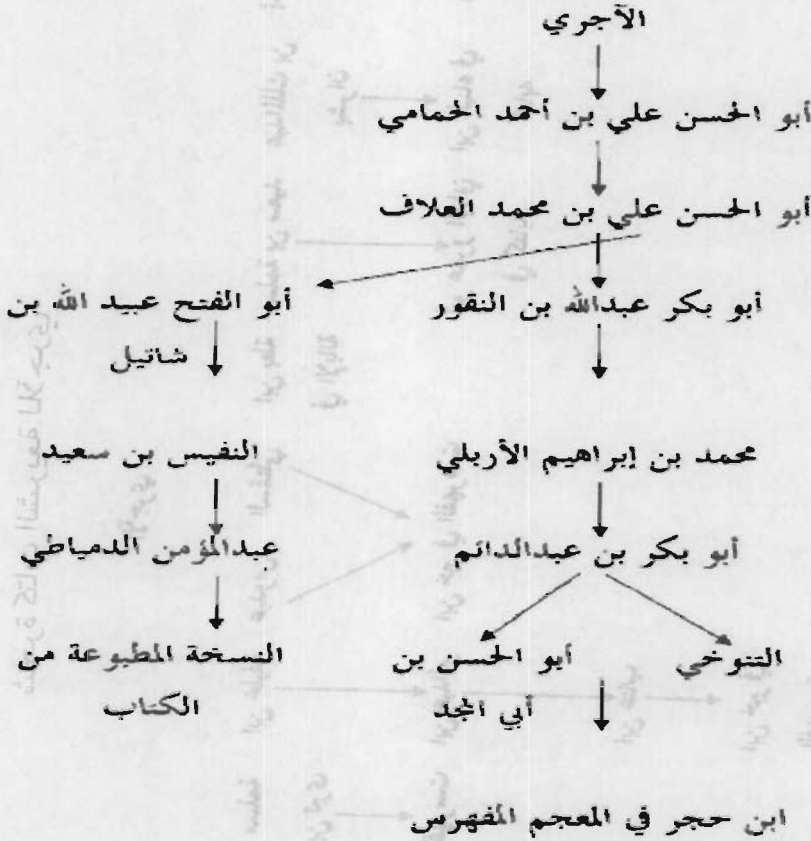 الآجري
أبو الحسن علي بن أحمد الحمامي
أبو الحسن علي بن محمد العلاف
أبو بكر عبدالله بن النقور
أبو الفتح عبيد الله بن
شاتيل
محمد بن إبراهيم الأربلي
النفيس بن سعيد
أبو بكر بن عبدالدائم
عبدالمؤمن الدمياطي
التنوخي
أبو الحسن بن
أبي المجد
النسخة المطبوعة من
الكتاب
ابن حجر في المعجم المفهرس